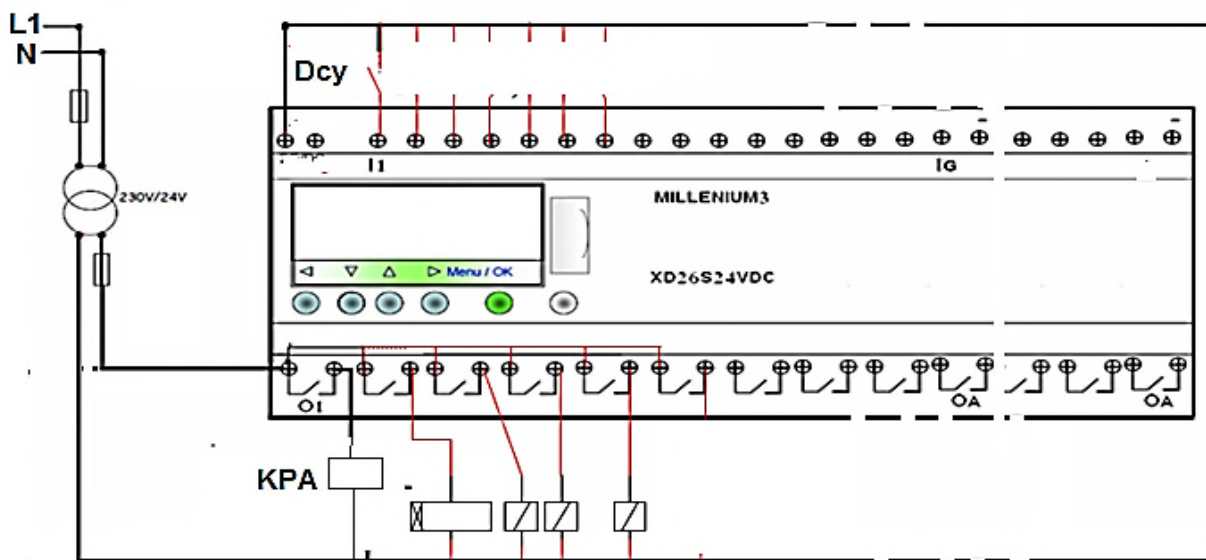 L1
N
Dcy
I1
IG
230V/24V
MILLENIUM3
XD26S24VDC
Menu / OK
O1
OA
OA
KPA